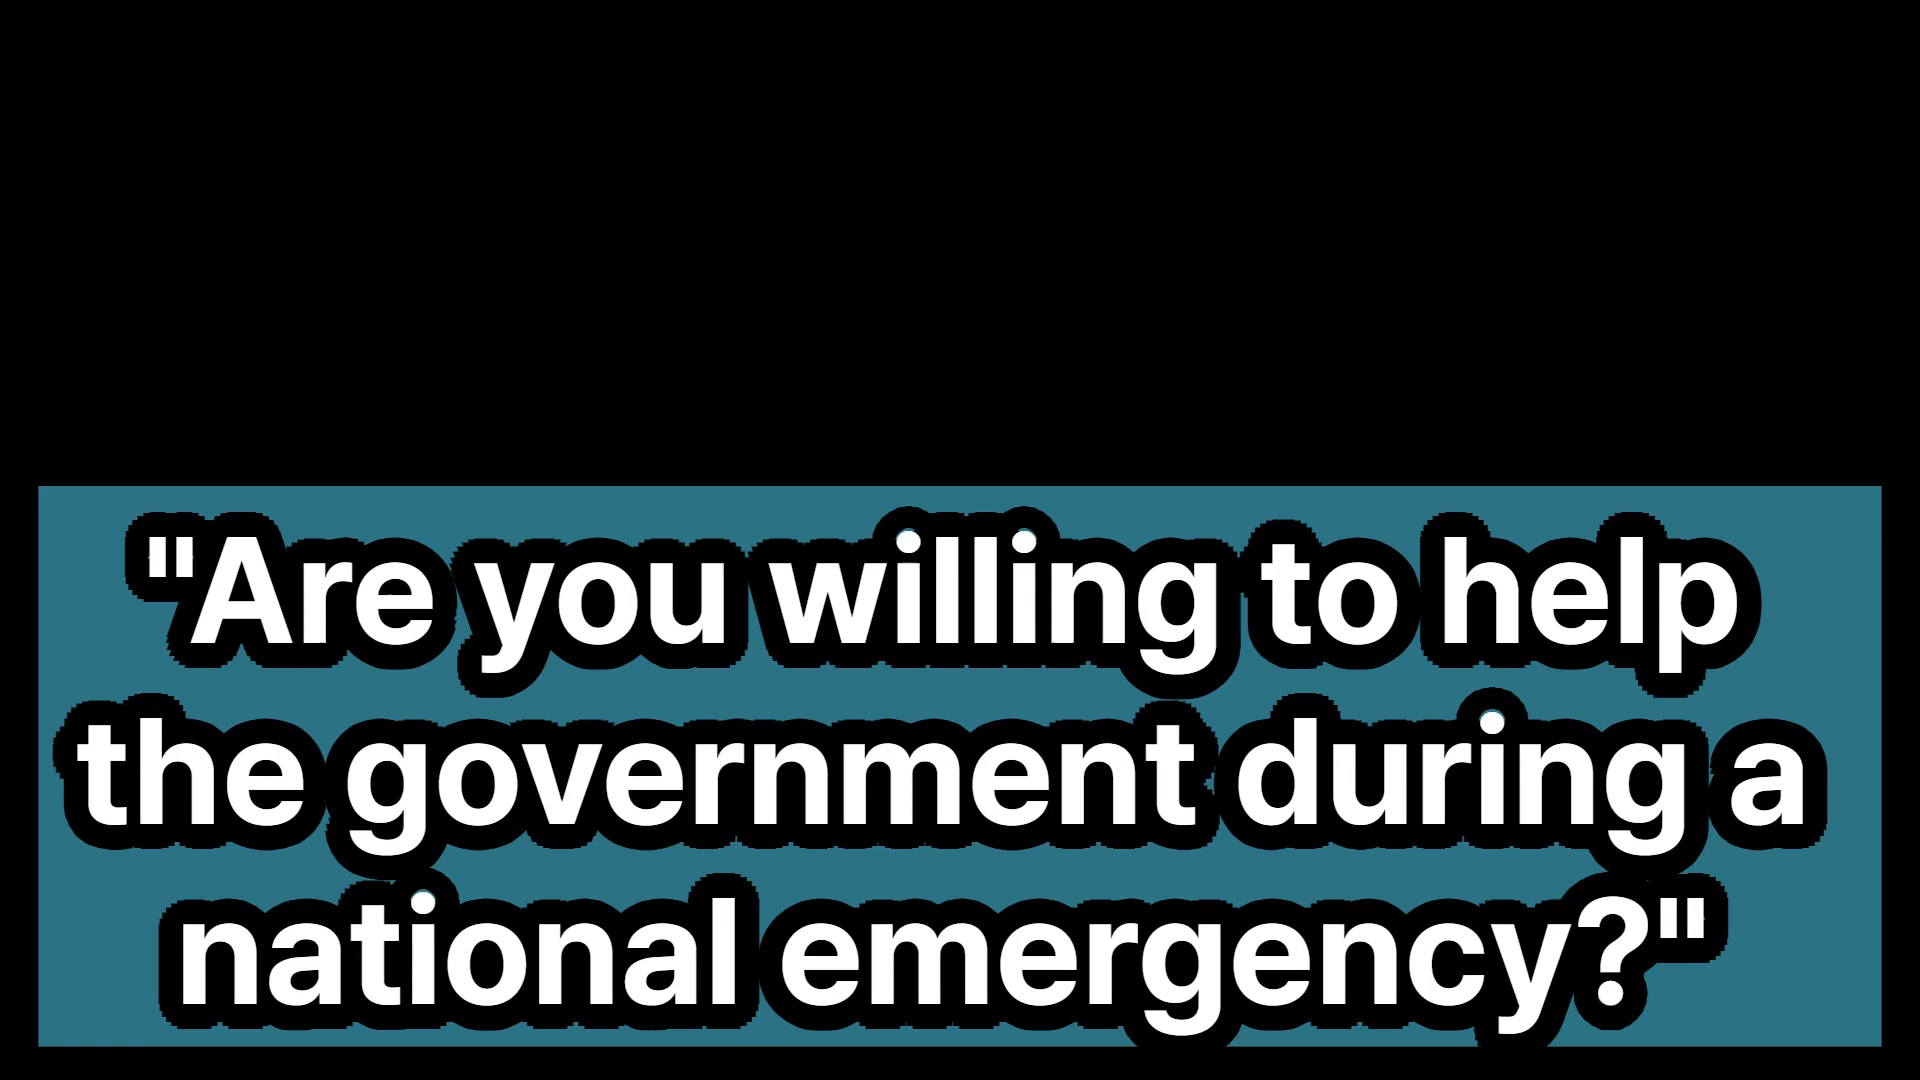 "Are you willing to help
the government during a
national emergency?"